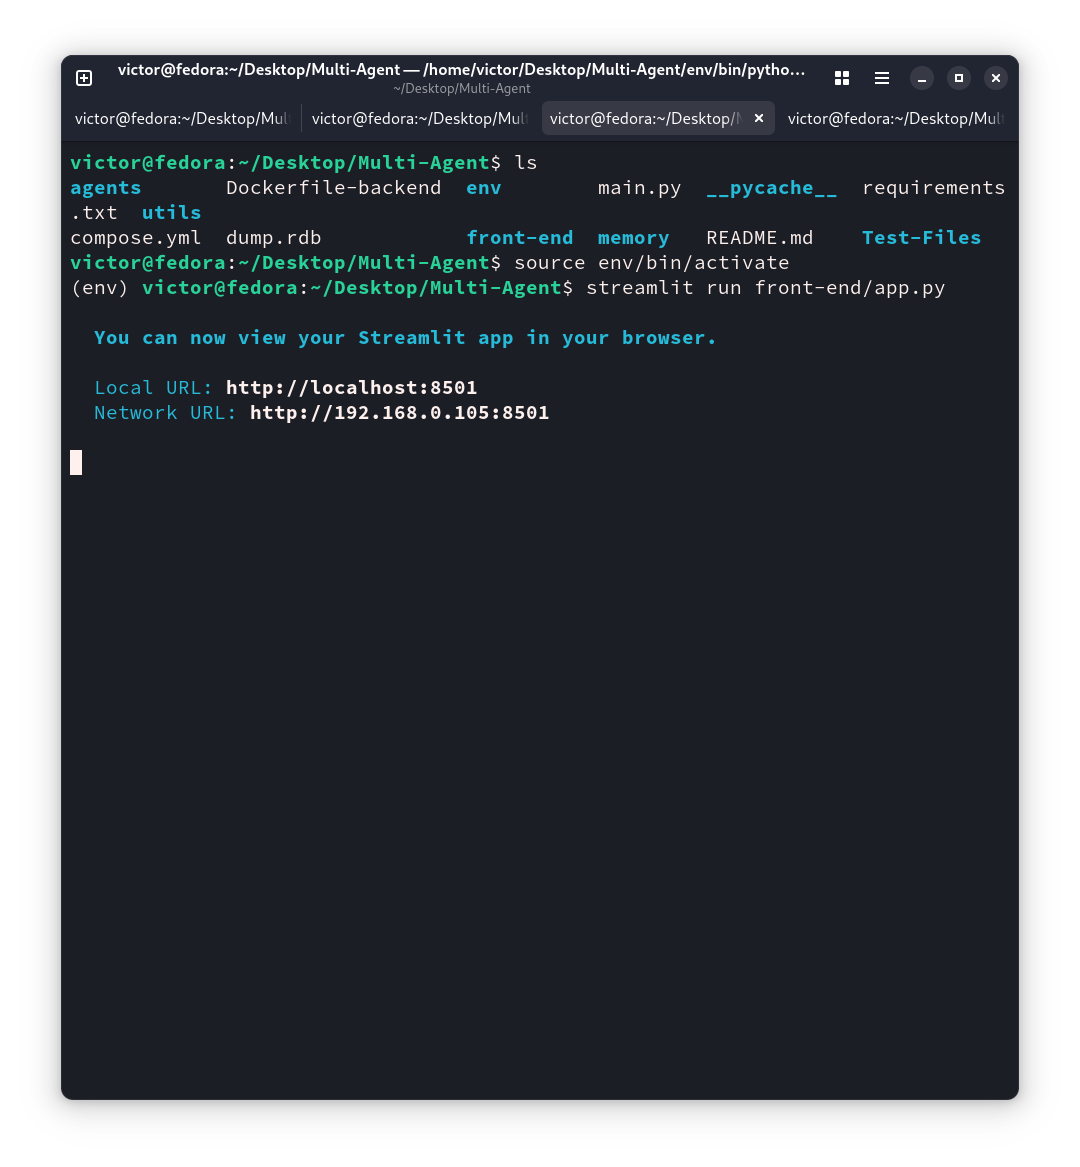 victor@fedora:~/Desktop/Multi-Agent — /home/victor/Desktop/Multi-Agent/env/bin/pytho...
~/Desktop/Multi-Agent
victor@fedora:~/Desktop/Mul victor@fedora:~/Desktop/Mul victor@fedora:~/Desktop/M victor@fedora:~/Desktop/Mul
victor@fedora:~/Desktop/Multi-Agent$ ls
agents Dockerfile-backend env main.py __pycache__ requirements
.txt utils
compose.yml dump.rdb front-end memory README.md Test-Files
victor@fedora:~/Desktop/Multi-Agent$ source env/bin/activate
(env) victor@fedora:~/Desktop/Multi-Agent$ streamlit run front-end/app.py
You can now view your Streamlit app in your browser.
Local URL: http://localhost:8501
Network URL: http://192.168.0.105:8501